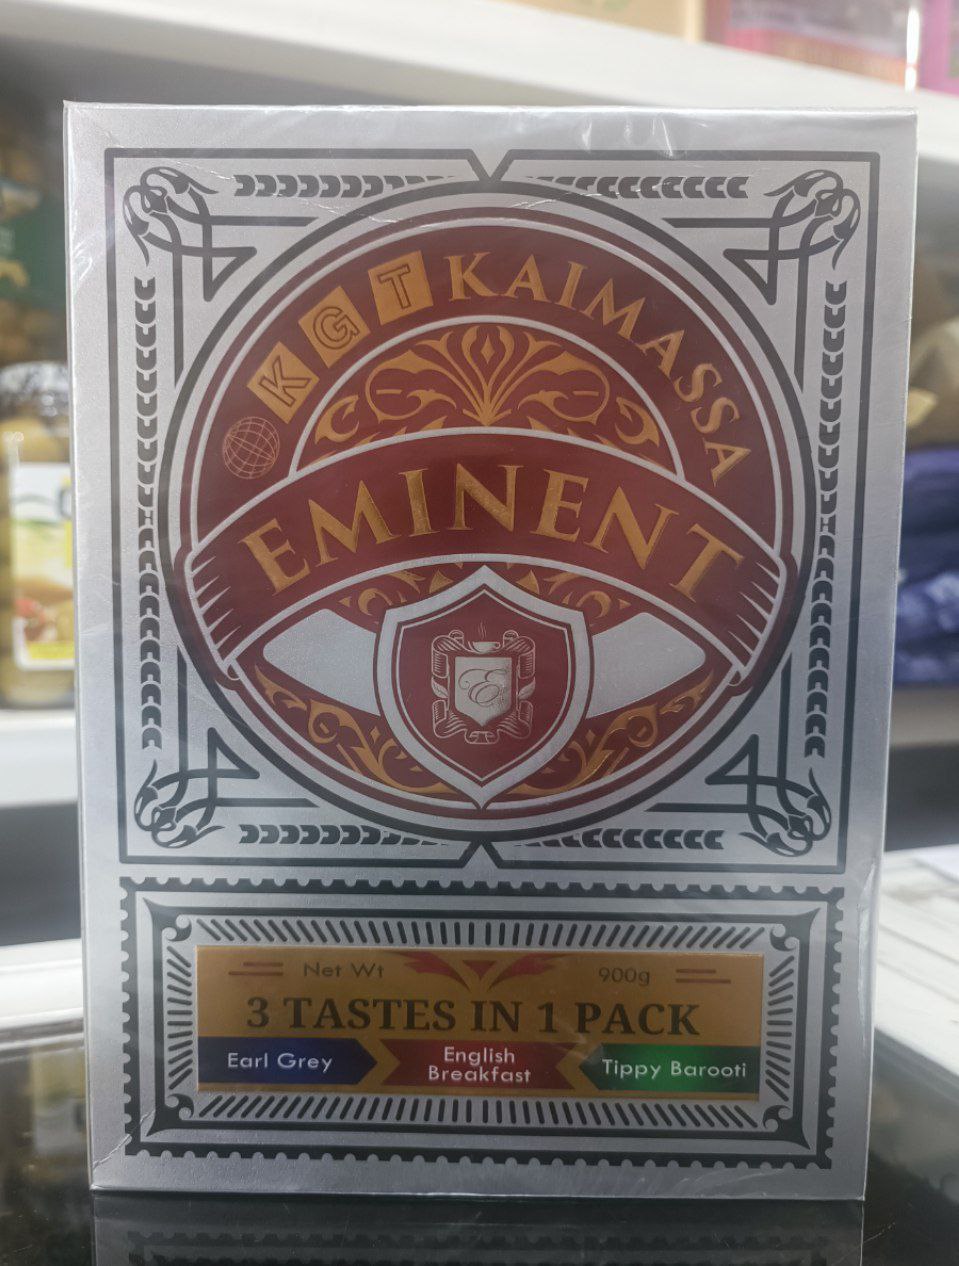 KGT KAIMASSA
EMINENT
E
Net Wt 900g
3 TASTES IN 1 PACK
Earl Grey
English
Breakfast
Tippy Barooti